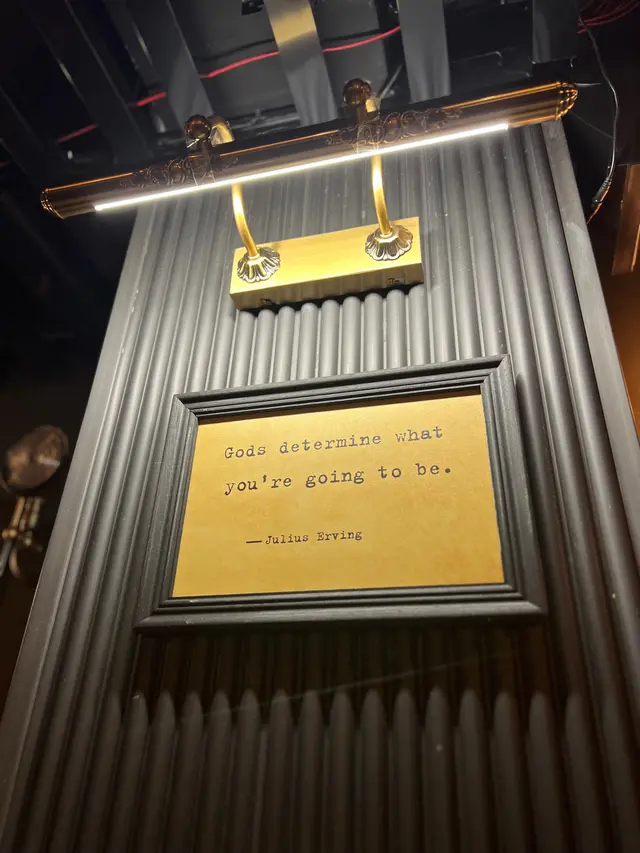 Gods determine what
you're going to be.
—Julius Erving